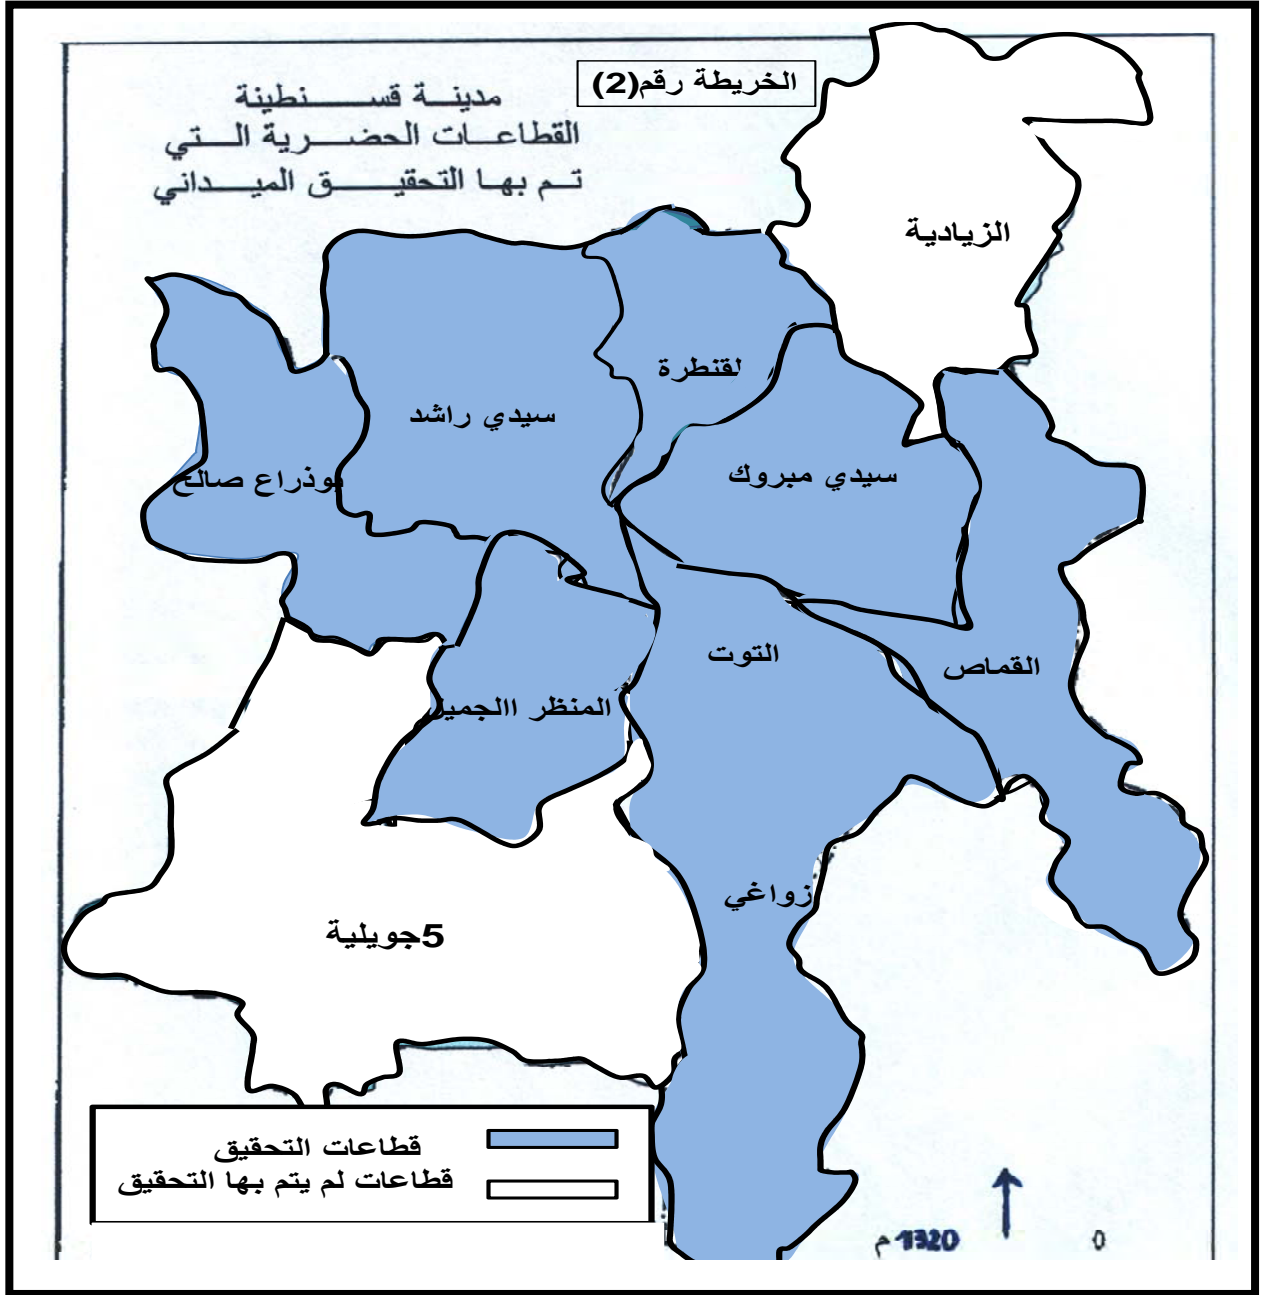 الخريطة رقم(2)
مدينة قسنطينة
القطاعات الحضرية التي
تم بها التحقيق الميداني
الزيادية
لقنطرة
سيدي راشد
سيدي مبروك
بوذراع صالح
التوت
القماص
المنظر االجميل
زواغي
5جويلية
قطاعات التحقيق
قطاعات لم يتم بها التحقيق
م
0